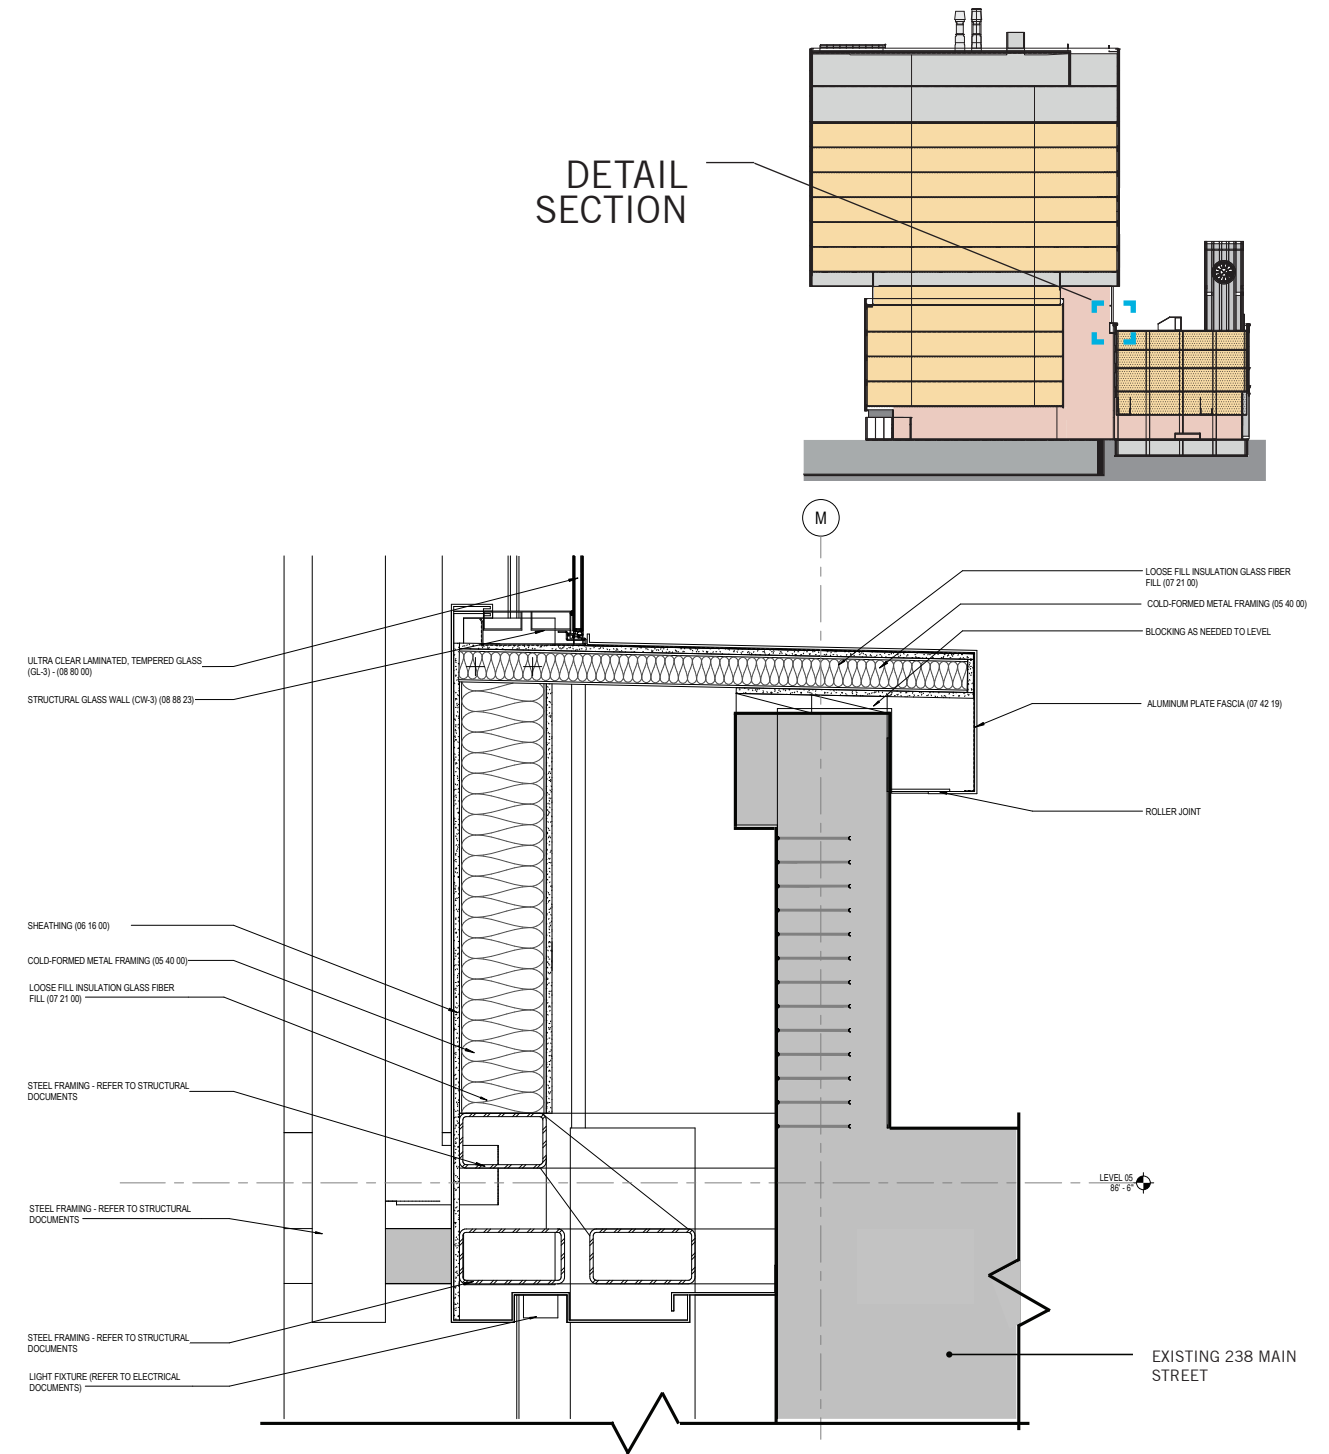 DETAIL
SECTION
M
LOOSE FILL INSULATION GLASS FIBER
FILL (07 21 00)
COLD-FORMED METAL FRAMING (05 40 00)
BLOCKING AS NEEDED TO LEVEL
ULTRA CLEAR LAMINATED, TEMPERED GLASS
(GL-3) - (08 80 00)
STRUCTURAL GLASS WALL (CW-3) (08 88 23)
ALUMINUM PLATE FASCIA (07 42 19)
ROLLER JOINT
SHEATHING (06 16 00)
COLD-FORMED METAL FRAMING (05 40 00)
LOOSE FILL INSULATION GLASS FIBER
FILL (07 21 00)
STEEL FRAMING - REFER TO STRUCTURAL
DOCUMENTS
LEVEL 05
86' - 6"
STEEL FRAMING - REFER TO STRUCTURAL
DOCUMENTS
STEEL FRAMING - REFER TO STRUCTURAL
DOCUMENTS
LIGHT FIXTURE (REFER TO ELECTRICAL
DOCUMENTS)
EXISTING 238 MAIN
STREET